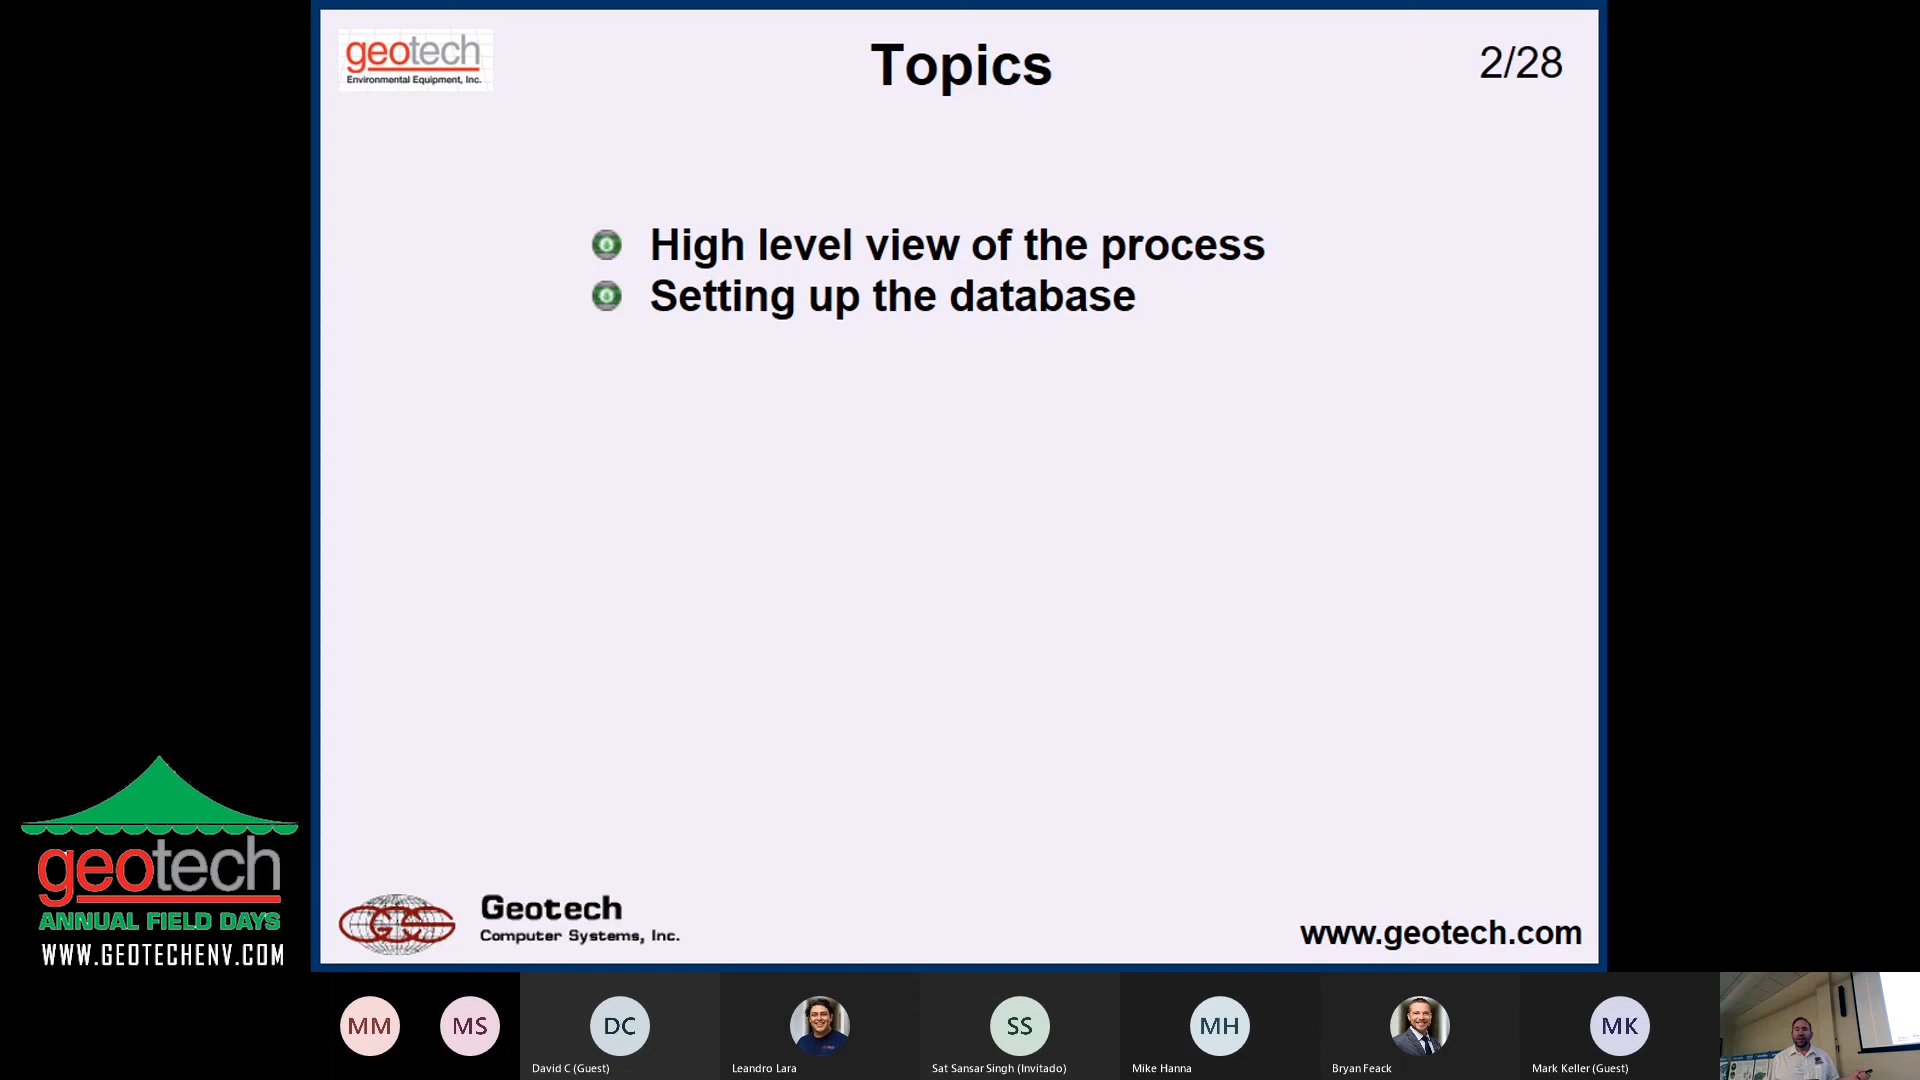 geotech
Environmental Equipment, Inc.
Topics
2/28
High level view of the process
Setting up the database
geotech
ANNUAL FIELD DAYS
WWW.GEOTECHENV.COM
GCS
Geotech
Computer Systems, Inc.
www.geotech.com
MM
MS
DC
SS
MH
MK
David C (Guest)
Leandro Lara
Sat Sansar Singh (Invitado)
Mike Hanna
Bryan Feack
Mark Keller (Guest)